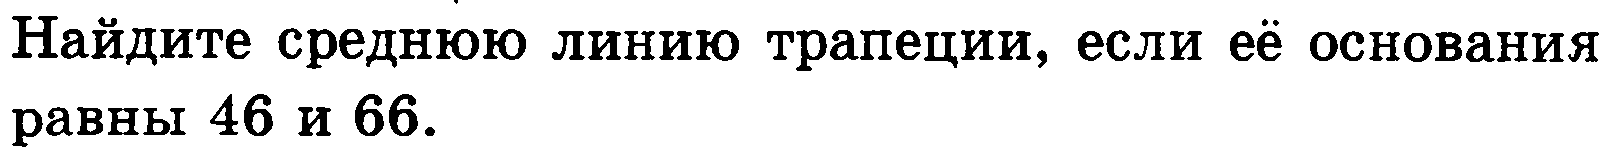 Найдите среднюю линию трапеции, если её основания
равны 46 и 66.